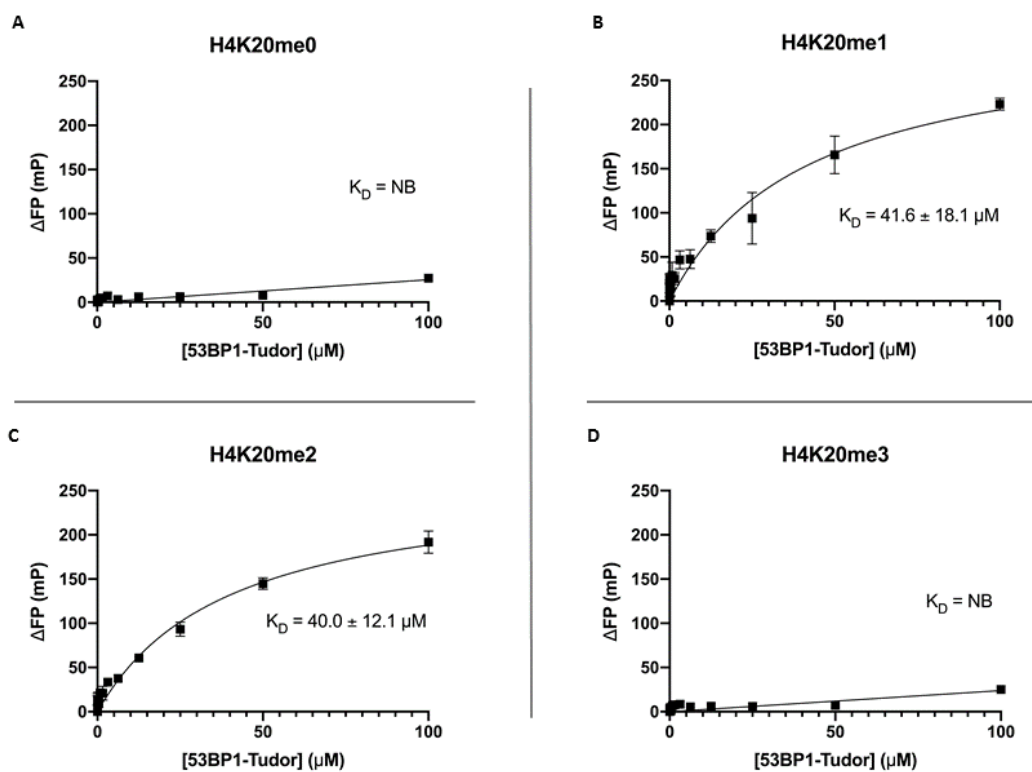 A
H4K20me0
250
200
150
100
50
0
ΔFP (mP)
K_D = NB
0
50
100
[53BP1-Tudor] (µM)
B
H4K20me1
250
200
150
100
50
0
ΔFP (mP)
K_D = 41.6 ± 18.1 µM
0
50
100
[53BP1-Tudor] (µM)
C
H4K20me2
250
200
150
100
50
0
ΔFP (mP)
K_D = 40.0 ± 12.1 µM
0
50
100
[53BP1-Tudor] (µM)
D
H4K20me3
250
200
150
100
50
0
ΔFP (mP)
K_D = NB
0
50
100
[53BP1-Tudor] (µM)